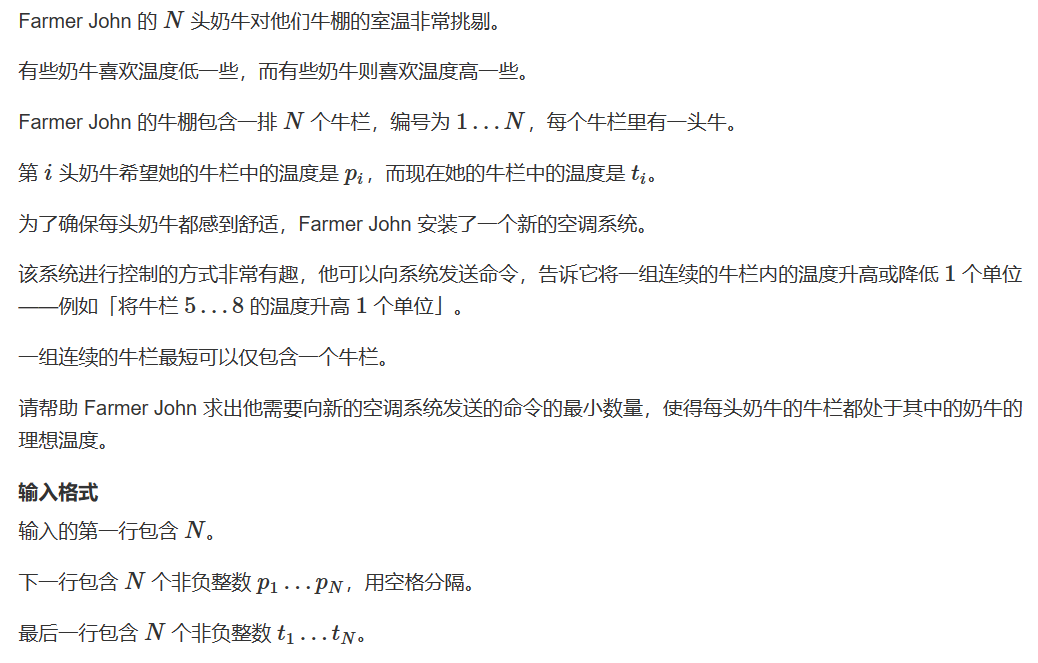 Farmer John 的 N 头奶牛对他们牛棚的室温非常挑剔。
有些奶牛喜欢温度低一些，而有些奶牛则喜欢温度高一些。
Farmer John 的牛棚包含一排 N 个牛栏，编号为 1…N，每个牛栏里有一头牛。
第 i 头奶牛希望她的牛栏中的温度是 pᵢ，而现在她的牛栏中的温度是 tᵢ。
为了确保每头奶牛都感到舒适，Farmer John 安装了一个新的空调系统。
该系统进行控制的方式非常有趣，他可以向系统发送命令，告诉它将一组连续的牛栏内的温度升高或降低 1 个单位
——例如「将牛栏 5…8 的温度升高 1 个单位」。
一组连续的牛栏最短可以仅包含一个牛栏。
请帮助 Farmer John 求出他需要向新的空调系统发送的命令的最小数量，使得每头奶牛的牛栏都处于其中的奶牛的
理想温度。
输入格式
输入的第一行包含 N。
下一行包含 N 个非负整数 p₁…p_N，用空格分隔。
最后一行包含 N 个非负整数 t₁…t_N。